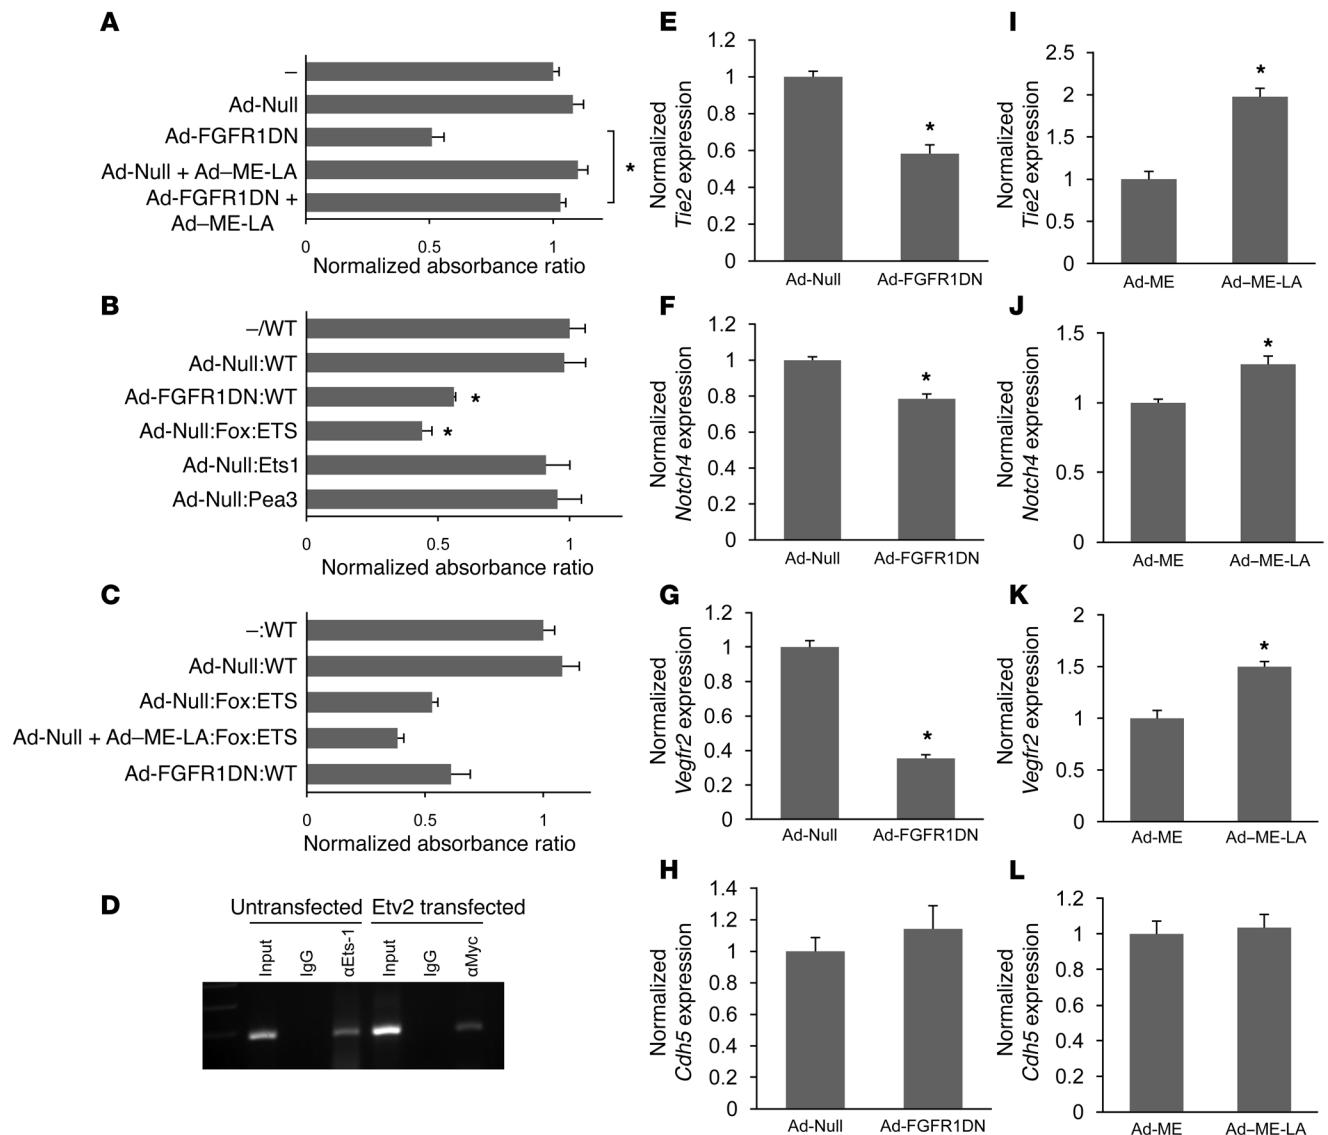 A
–
Ad-Null
Ad-FGFR1DN
Ad-Null + Ad–ME-LA
Ad-FGFR1DN +
Ad–ME-LA
*
0 0.5 1
Normalized absorbance ratio
B
–/WT
Ad-Null:WT
Ad-FGFR1DN:WT *
Ad-Null:Fox:ETS *
Ad-Null:Ets1
Ad-Null:Pea3
0 0.5 1
Normalized absorbance ratio
C
–:WT
Ad-Null:WT
Ad-Null:Fox:ETS
Ad-Null + Ad–ME-LA:Fox:ETS
Ad-FGFR1DN:WT
0 0.5 1
Normalized absorbance ratio
D
Untransfected Etv2 transfected
Input IgG αEts-1 Input IgG αMyc
E
Normalized
Tie2 expression
1.2
1
0.8
0.6
0.4
0.2
0
*
Ad-Null Ad-FGFR1DN
F
Normalized
Notch4 expression
1.2
1
0.8
0.6
0.4
0.2
0
*
Ad-Null Ad-FGFR1DN
G
Normalized
Vegfr2 expression
1.2
1
0.8
0.6
0.4
0.2
0
*
Ad-Null Ad-FGFR1DN
H
Normalized
Cdh5 expression
1.4
1.2
1
0.8
0.6
0.4
0.2
0
Ad-Null Ad-FGFR1DN
I
Normalized
Tie2 expression
2.5
2
1.5
1
0.5
0
*
Ad-ME Ad–ME-LA
J
Normalized
Notch4 expression
1.5
1
0.5
0
*
Ad-ME Ad–ME-LA
K
Normalized
Vegfr2 expression
2
1.5
1
0.5
0
*
Ad-ME Ad–ME-LA
L
Normalized
Cdh5 expression
1.2
1
0.8
0.6
0.4
0.2
0
Ad-ME Ad–ME-LA